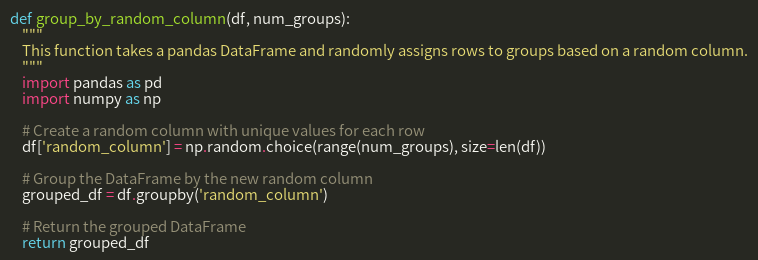 def group_by_random_column(df, num_groups):
    """
    This function takes a pandas DataFrame and randomly assigns rows to groups based on a random column.
    """
    import pandas as pd
    import numpy as np

    # Create a random column with unique values for each row
    df['random_column'] = np.random.choice(range(num_groups), size=len(df))

    # Group the DataFrame by the new random column
    grouped_df = df.groupby('random_column')

    # Return the grouped DataFrame
    return grouped_df